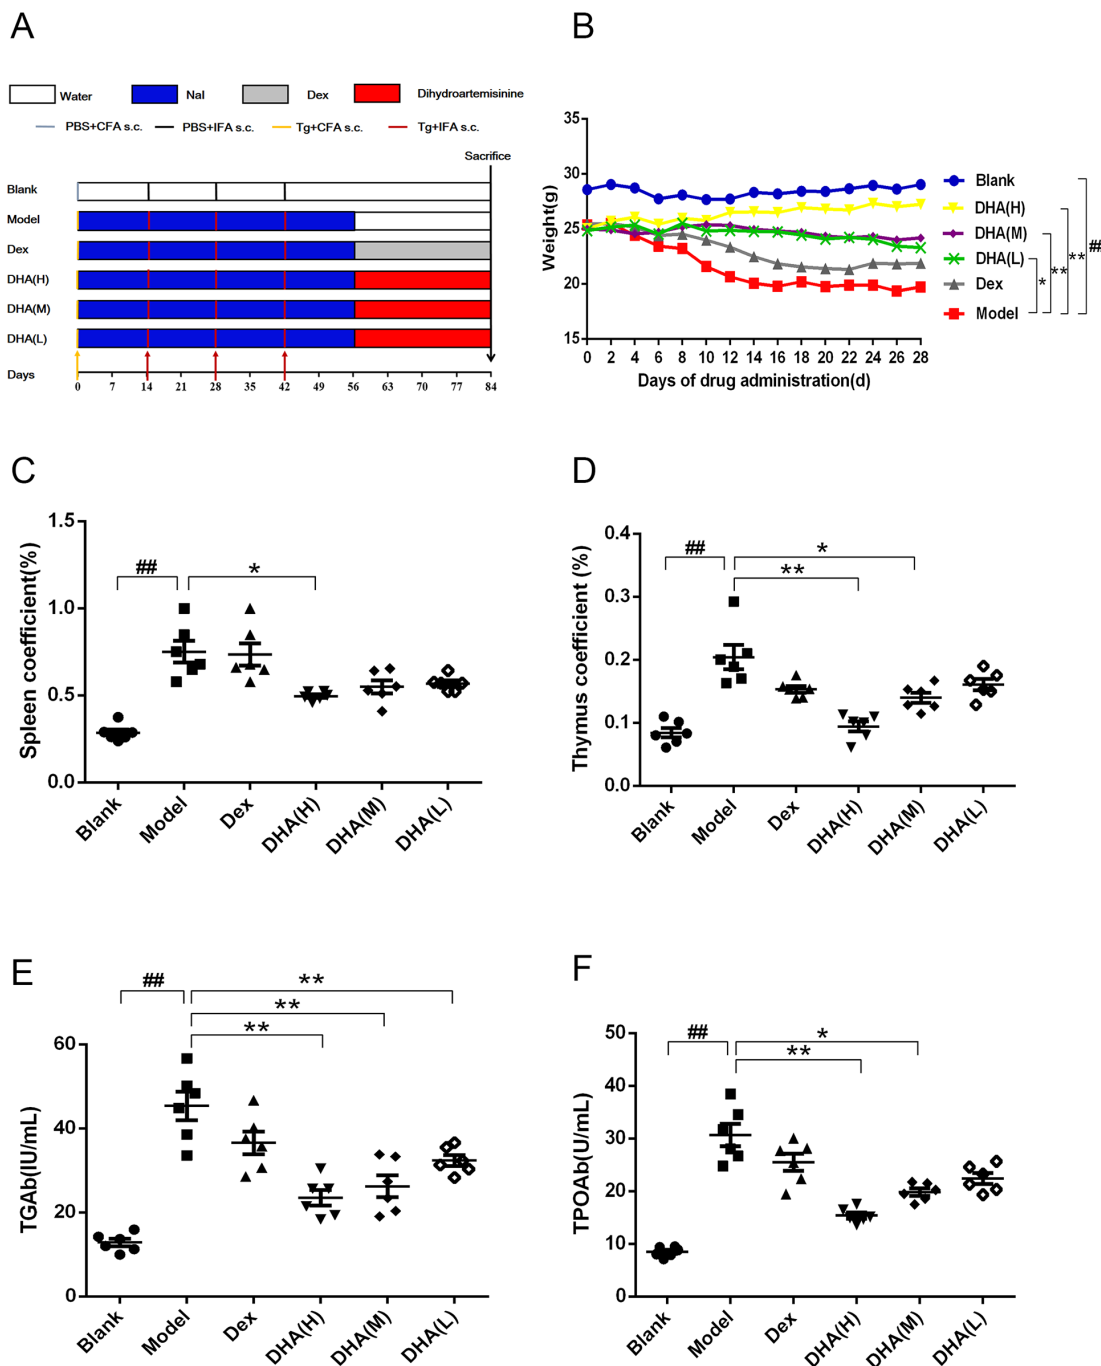 A
Water NaI Dex Dihydroartemisinine
PBS+CFA s.c. PBS+IFA s.c. Tg+CFA s.c. Tg+IFA s.c.
Sacrifice
Blank
Model
Dex
DHA(H)
DHA(M)
DHA(L)
Days 0 7 14 21 28 35 42 49 56 63 70 77 84
B
Weight(g)
35
30
25
20
15
0 2 4 6 8 10 12 14 16 18 20 22 24 26 28
Days of drug administration(d)
Blank
DHA(H)
DHA(M)
DHA(L)
Dex
Model
* ** ** ##
C
Spleen coefficient(%)
1.5
1.0
0.5
0.0
## *
Blank Model Dex DHA(H) DHA(M) DHA(L)
D
Thymus coefficient (%)
0.4
0.3
0.2
0.1
0.0
## *
**
Blank Model Dex DHA(H) DHA(M) DHA(L)
E
TGAb(IU/mL)
60
40
20
0
## **
**
**
Blank Model Dex DHA(H) DHA(M) DHA(L)
F
TPOAb(U/mL)
50
40
30
20
10
0
## *
**
Blank Model Dex DHA(H) DHA(M) DHA(L)